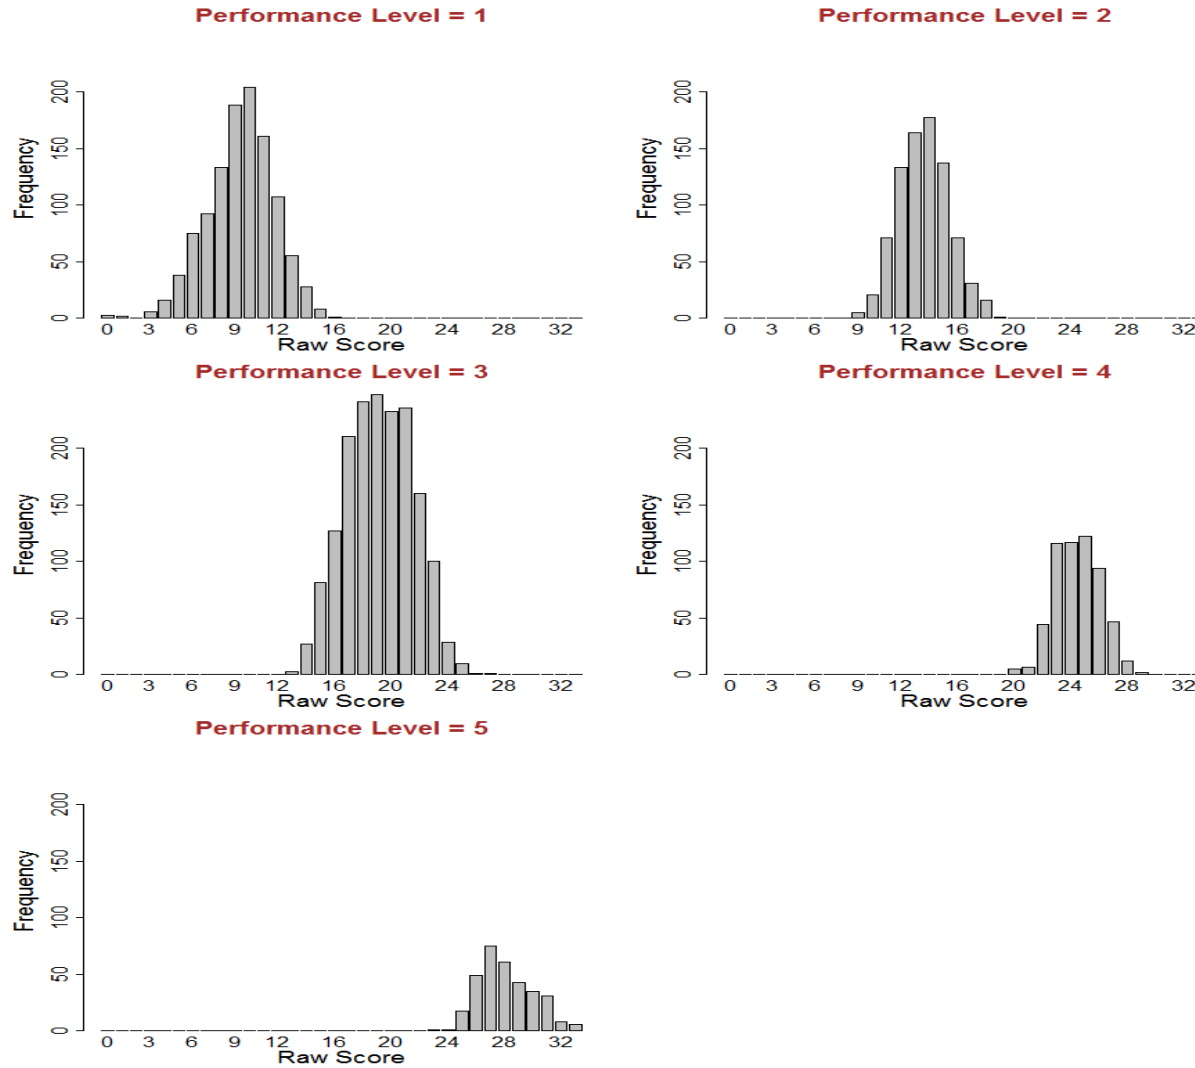 Performance Level = 1
Frequency
0 50 100 150 200
0 3 6 9 12 16 20 24 28 32
Raw Score
Performance Level = 2
Frequency
0 50 100 150 200
0 3 6 9 12 16 20 24 28 32
Raw Score
Performance Level = 3
Frequency
0 50 100 150 200
0 3 6 9 12 16 20 24 28 32
Raw Score
Performance Level = 4
Frequency
0 50 100 150 200
0 3 6 9 12 16 20 24 28 32
Raw Score
Performance Level = 5
Frequency
0 50 100 150 200
0 3 6 9 12 16 20 24 28 32
Raw Score